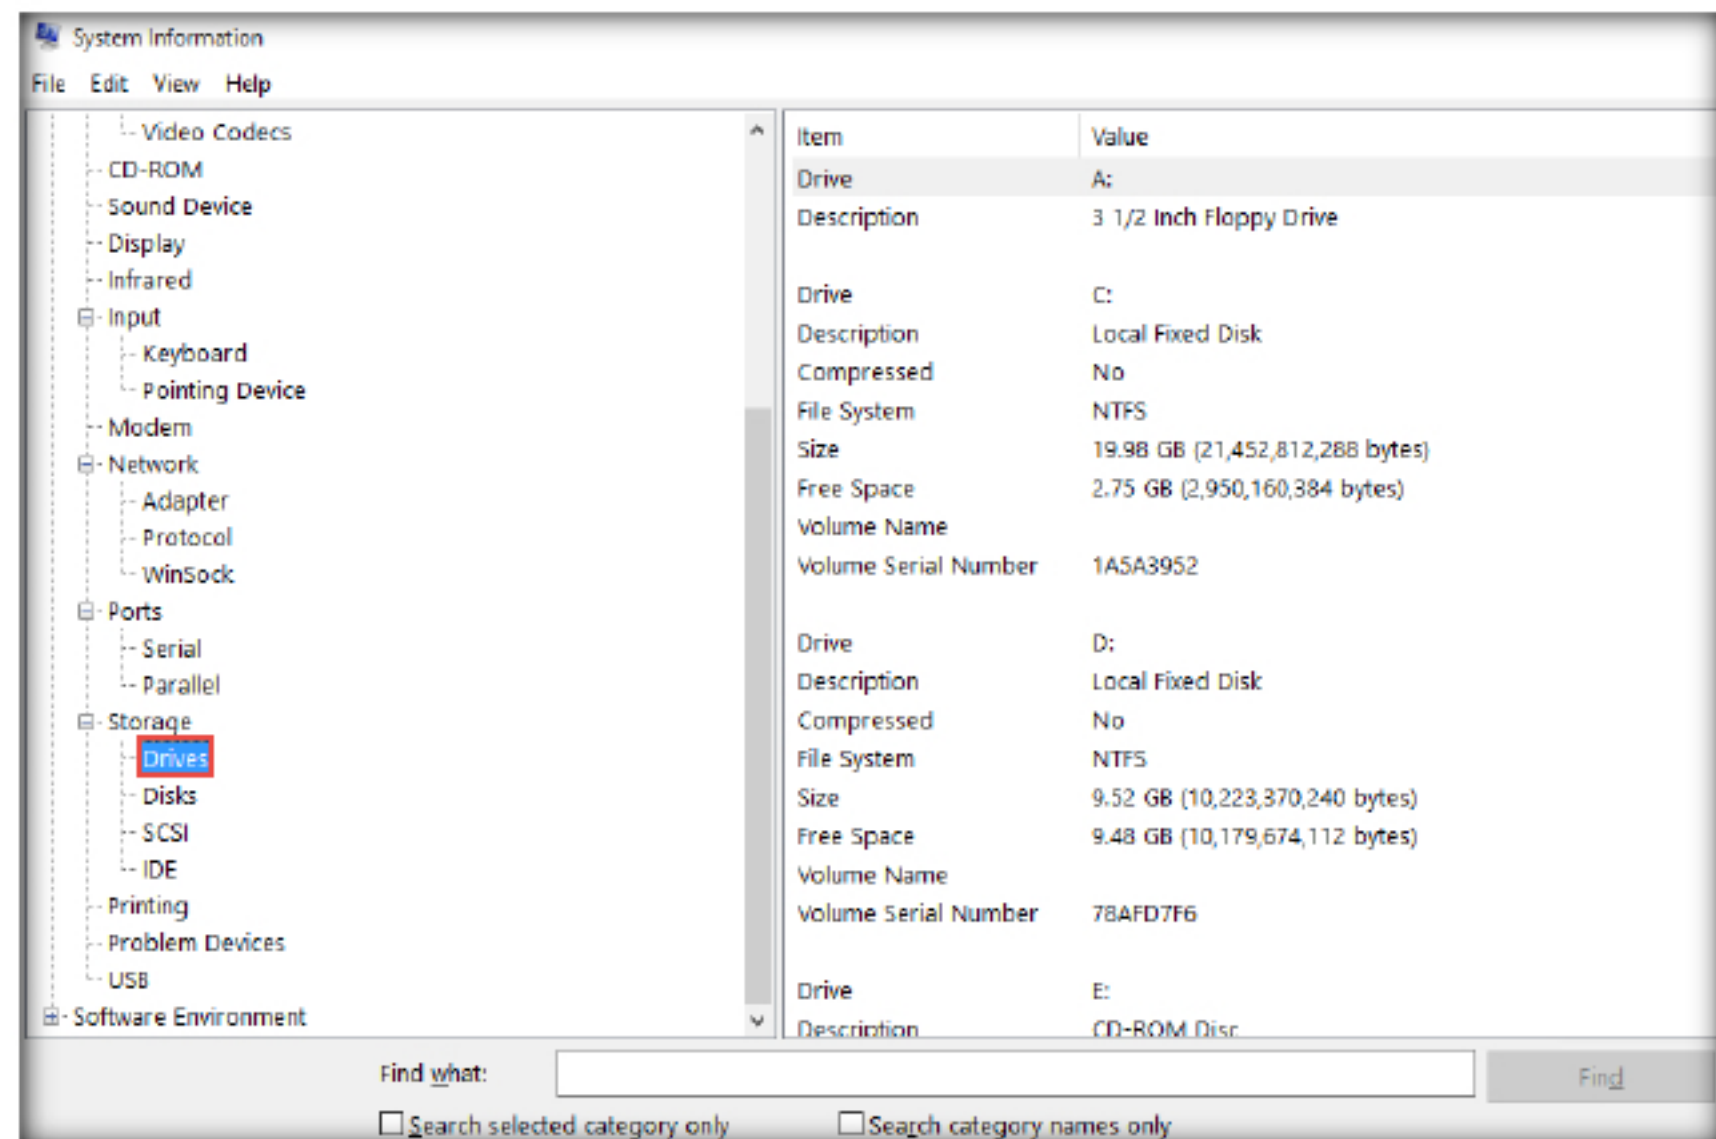 System Information
File Edit View Help
Video Codecs
CD-ROM
Sound Device
Display
Infrared
Input
Keyboard
Pointing Device
Modem
Network
Adapter
Protocol
WinSock
Ports
Serial
Parallel
Storage
Drives
Disks
SCSI
IDE
Printing
Problem Devices
USB
Software Environment
Item Value
Drive A:
Description 3 1/2 Inch Floppy Drive
Drive C:
Description Local Fixed Disk
Compressed No
File System NTFS
Size 19.98 GB (21,452,812,288 bytes)
Free Space 2.75 GB (2,950,160,384 bytes)
Volume Name
Volume Serial Number 1A5A3952
Drive D:
Description Local Fixed Disk
Compressed No
File System NTFS
Size 9.52 GB (10,223,370,240 bytes)
Free Space 9.48 GB (10,179,674,112 bytes)
Volume Name
Volume Serial Number 78AFD7F6
Drive E:
Description CD-ROM Disc
Find what: Find
Search selected category only Search category names only